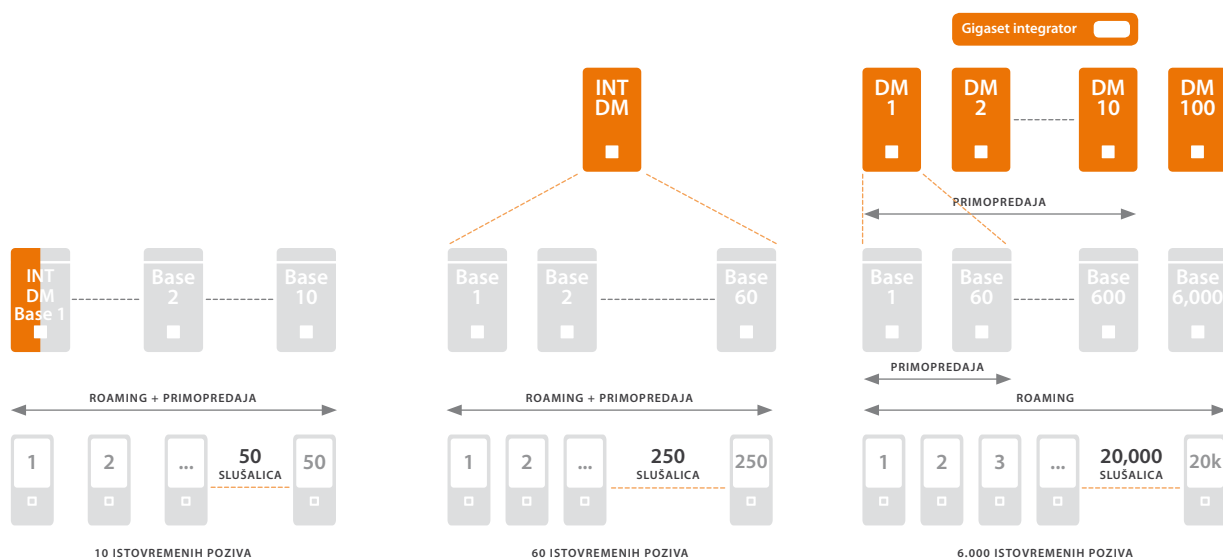 Gigaset integrator
INT
DM
DM
1
DM
2
DM
10
DM
100
PRIMOPREDAJA
INT
DM
Base 1
Base
2
Base
10
Base
1
Base
2
Base
60
Base
1
Base
60
Base
600
Base
6,000
PRIMOPREDAJA
ROAMING + PRIMOPREDAJA
ROAMING + PRIMOPREDAJA
ROAMING
1
2
...
50
SLUŠALICA
50
1
2
...
250
SLUŠALICA
250
1
2
3
...
20,000
SLUŠALICA
20k
10 ISTOVREMENIH POZIVA
60 ISTOVREMENIH POZIVA
6.000 ISTOVREMENIH POZIVA